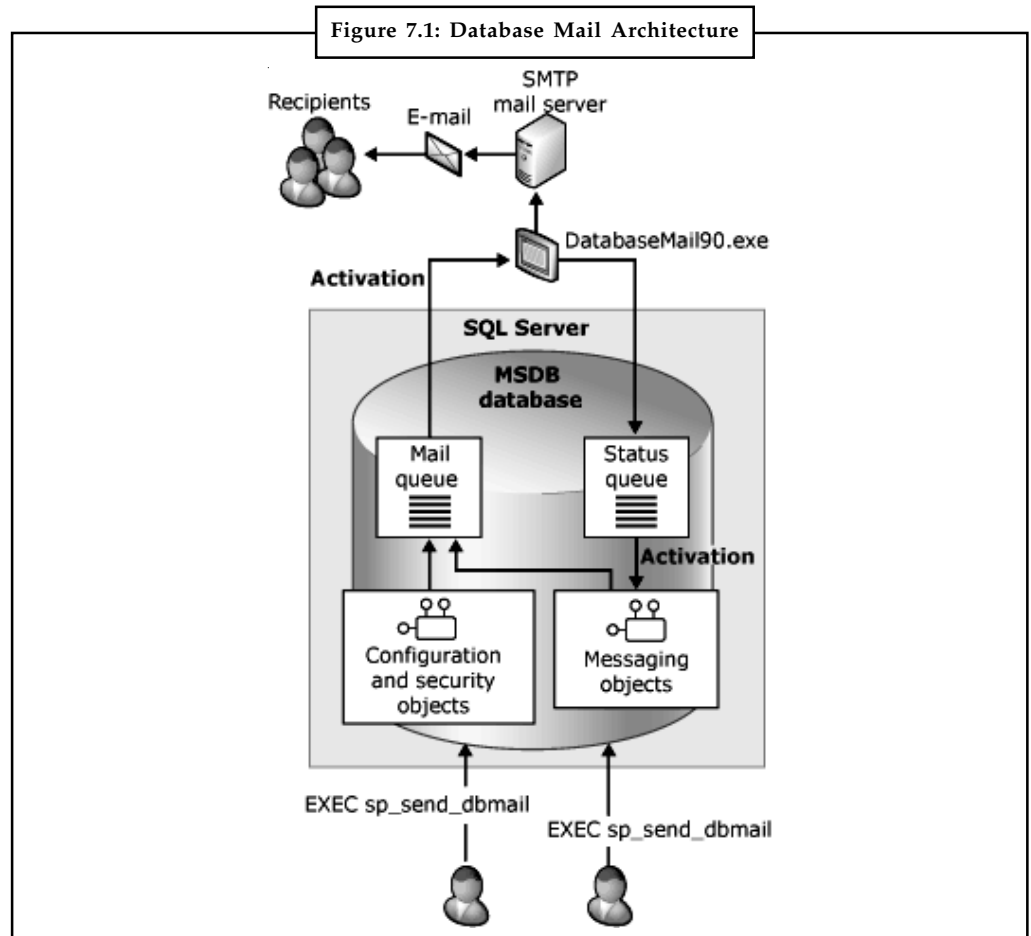 Figure 7.1: Database Mail Architecture
SMTP
mail server
Recipients
E-mail
DatabaseMail90.exe
Activation
SQL Server
MSDB
database
Mail
queue
Status
queue
Activation
Configuration
and security
objects
Messaging
objects
EXEC sp_send_dbmail
EXEC sp_send_dbmail